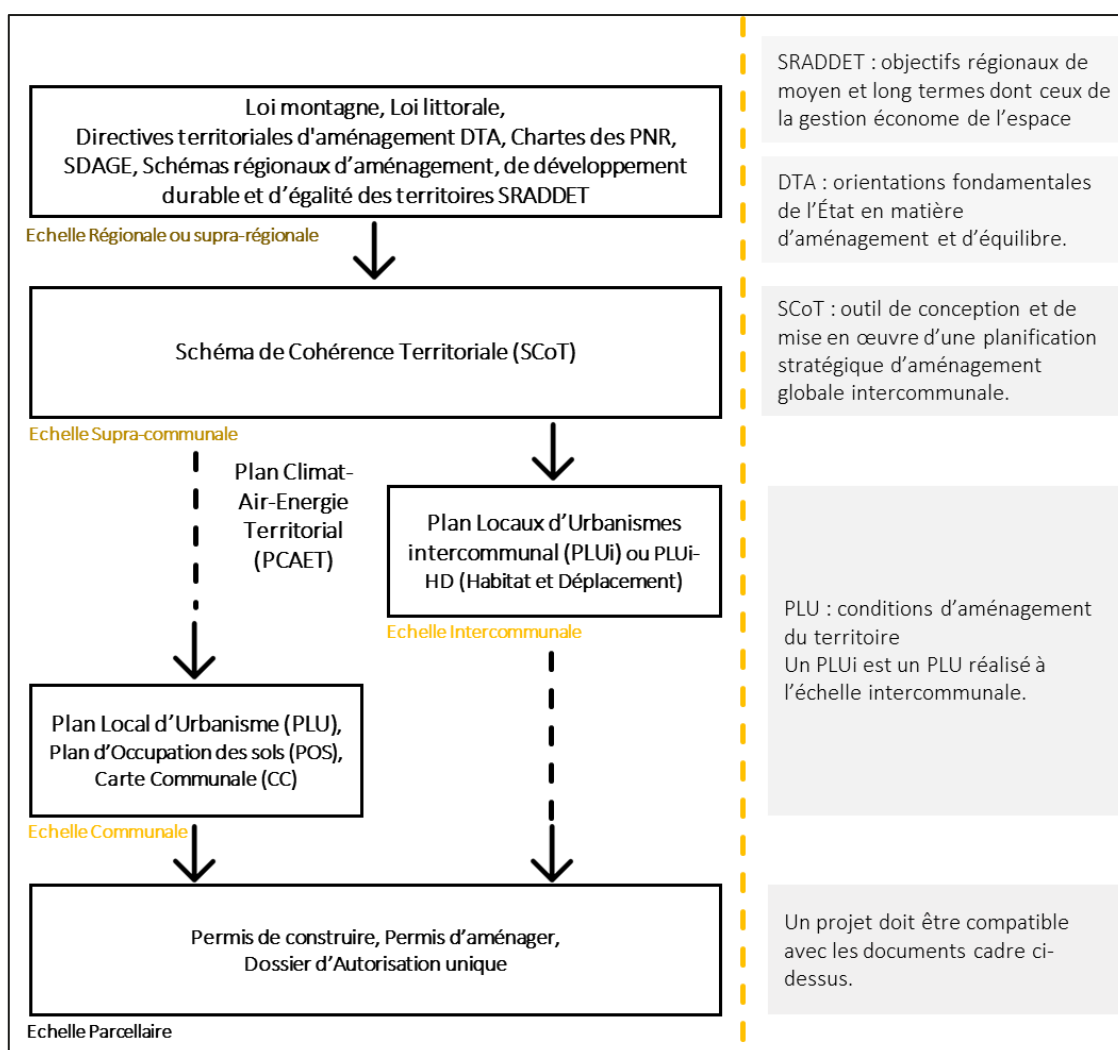 Loi montagne, Loi littorale,
Directives territoriales d'aménagement DTA, Chartes des PNR,
SDAGE, Schémas régionaux d’aménagement, de développement
durable et d’égalité des territoires SRADDET
Echelle Régionale ou supra-régionale
SRADDET : objectifs régionaux de
moyen et long termes dont ceux de
la gestion économe de l’espace
DTA : orientations fondamentales
de l’État en matière
d’aménagement et d’équilibre.
Schéma de Cohérence Territoriale (SCoT)
Echelle Supra-communale
SCoT : outil de conception et de
mise en œuvre d’une planification
stratégique d’aménagement
globale intercommunale.
Plan Climat-
Air-Energie
Territorial
(PCAET)
Plan Locaux d’Urbanismes
intercommunal (PLUi) ou PLUi-
HD (Habitat et Déplacement)
Echelle Intercommunale
PLU : conditions d’aménagement
du territoire
Un PLUi est un PLU réalisé à
l’échelle intercommunale.
Plan Local d’Urbanisme (PLU),
Plan d’Occupation des sols (POS),
Carte Communale (CC)
Echelle Communale
Permis de construire, Permis d’aménager,
Dossier d’Autorisation unique
Echelle Parcellaire
Un projet doit être compatible
avec les documents cadre ci-
dessus.